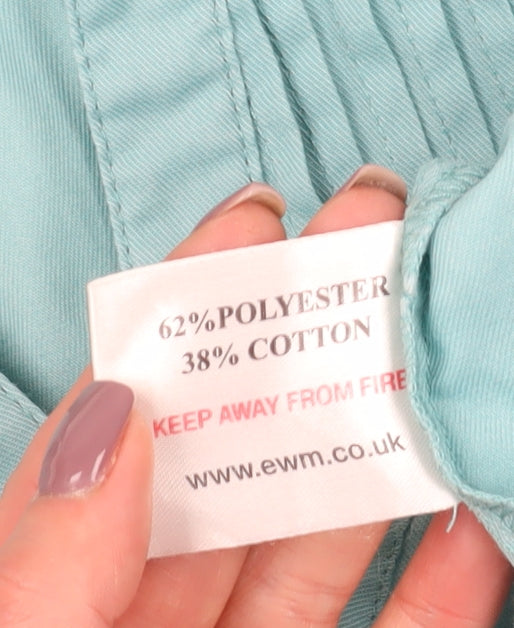 62%POLYESTER
38% COTTON
KEEP AWAY FROM FIRE
www.ewm.co.uk